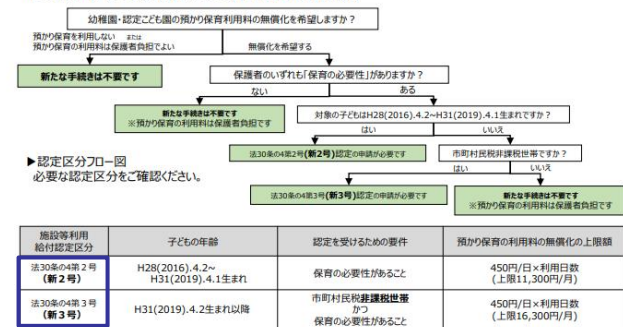 幼稚園・認定こども園の預かり保育利用料の無償化を希望しますか？
預かり保育を利用しない または
預かり保育の利用料は保護者負担でよい
無償化を希望する
新たな手続きは不要です
保護者のいずれも「保育の必要性」がありますか？
ない
ある
新たな手続きは不要です
※預かり保育の利用料は保護者負担です
対象の子どもはH28(2016).4.2~H31(2019).4.1生まれですか？
はい
いいえ
法30条の4第2号(新2号)認定の申請が必要です
市町村民税非課税世帯ですか？
はい
いいえ
▶認定区分フロー図
必要な認定区分をご確認ください。
法30条の4第3号(新3号)認定の申請が必要です
新たな手続きは不要です
※預かり保育の利用料は保護者負担です
施設等利用
給付認定区分
子どもの年齢
認定を受けるための要件
預かり保育の利用料の無償化の上限額
法30条の4第2号
(新2号)
H28(2016).4.2~
H31(2019).4.1生まれ
保育の必要性があること
450円/日×利用日数
(上限11,300円/月)
法30条の4第3号
(新3号)
H31(2019).4.2生まれ以降
市町村民税非課税世帯
かつ
保育の必要性があること
450円/日×利用日数
(上限16,300円/月)